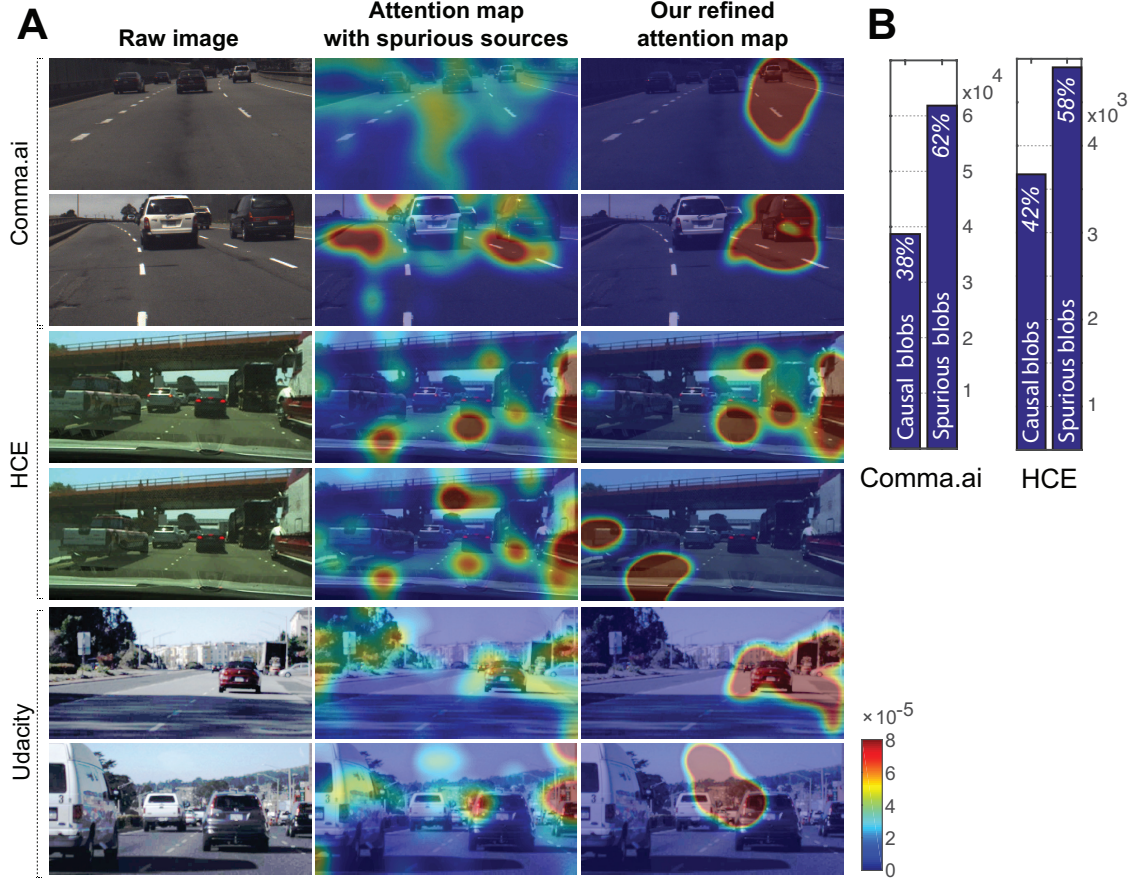 A
Raw image
Attention map
with spurious sources
Our refined
attention map
Comma.ai
HCE
Udacity
× 10-5
8
6
4
2
0
B
x10 4
6
5
4
3
2
1
38%
Causal blobs
62%
Spurious blobs
Comma.ai
x10 3
4
3
2
1
42%
Causal blobs
58%
Spurious blobs
HCE